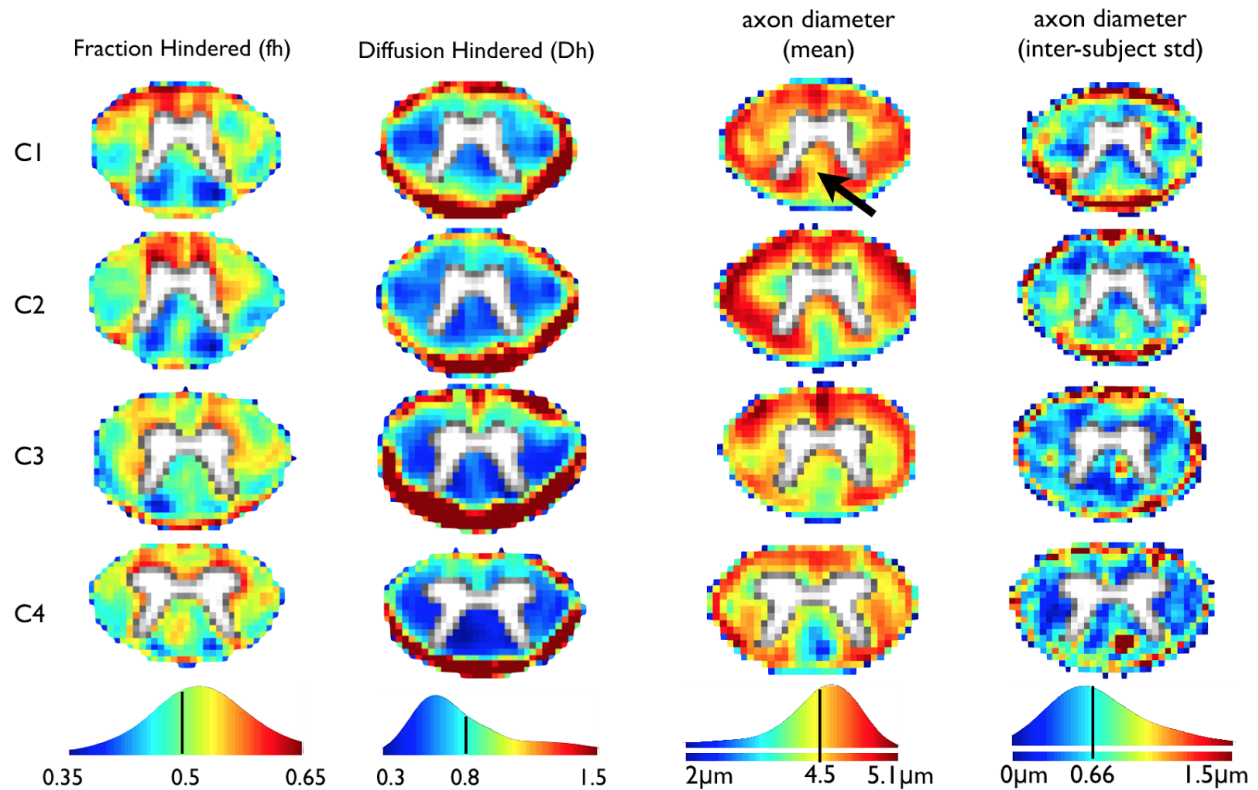 Fraction Hindered (fh)
Diffusion Hindered (Dh)
axon diameter
(mean)
axon diameter
(inter-subject std)
C1
C2
C3
C4
0.35 0.5 0.65
0.3 0.8 1.5
2μm 4.5 5.1μm
0μm 0.66 1.5μm